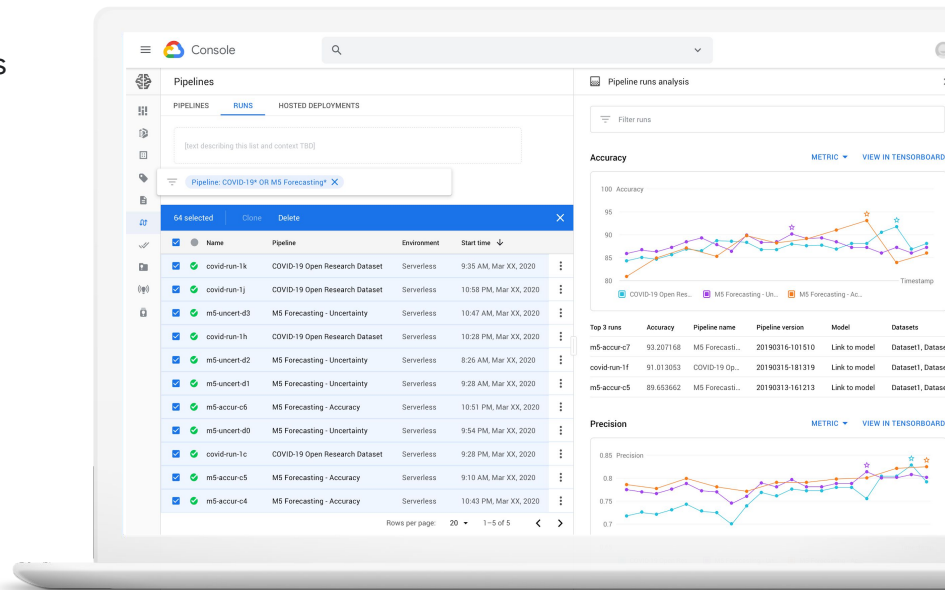 s
Console
Pipelines
PIPELINES RUNS HOSTED DEPLOYMENTS
[text describing this list and context TBD]
Pipeline: COVID-19* OR M5 Forecasting*
64 selected Clone Delete
Name Pipeline Environment Start time
covid-run-1k COVID-19 Open Research Dataset Serverless 9:35 AM, Mar XX, 2020
covid-run-1j COVID-19 Open Research Dataset Serverless 10:58 PM, Mar XX, 2020
m5-uncert-d3 M5 Forecasting - Uncertainty Serverless 10:47 AM, Mar XX, 2020
covid-run-1h COVID-19 Open Research Dataset Serverless 10:28 PM, Mar XX, 2020
m5-uncert-d2 M5 Forecasting - Uncertainty Serverless 8:26 AM, Mar XX, 2020
m5-uncert-d1 M5 Forecasting - Uncertainty Serverless 9:28 AM, Mar XX, 2020
m5-accur-c6 M5 Forecasting - Accuracy Serverless 10:51 PM, Mar XX, 2020
m5-uncert-d0 M5 Forecasting - Uncertainty Serverless 9:54 PM, Mar XX, 2020
covid-run-1c COVID-19 Open Research Dataset Serverless 9:28 PM, Mar XX, 2020
m5-accur-c5 M5 Forecasting - Accuracy Serverless 9:10 AM, Mar XX, 2020
m5-accur-c4 M5 Forecasting - Accuracy Serverless 10:43 PM, Mar XX, 2020
Rows per page: 20 1–5 of 5
Pipeline runs analysis
Filter runs
Accuracy METRIC VIEW IN TENSORBOARD
100 Accuracy
95
90
85
80 Timestamp
COVID-19 Open Res... M5 Forecasting - Un... M5 Forecasting - Ac...
Top 3 runs Accuracy Pipeline name Pipeline version Model Datasets
m5-accur-c7 93.207168 M5 Forecasti... 20190316-101510 Link to model Dataset1, Datase
covid-run-1f 91.013053 COVID-19 Op... 20190315-181319 Link to model Dataset1, Datase
m5-accur-c5 89.653662 M5 Forecasti... 20190313-161213 Link to model Dataset1, Datase
Precision METRIC VIEW IN TENSORBOARD
0.85 Precision
0.8
0.75
0.7